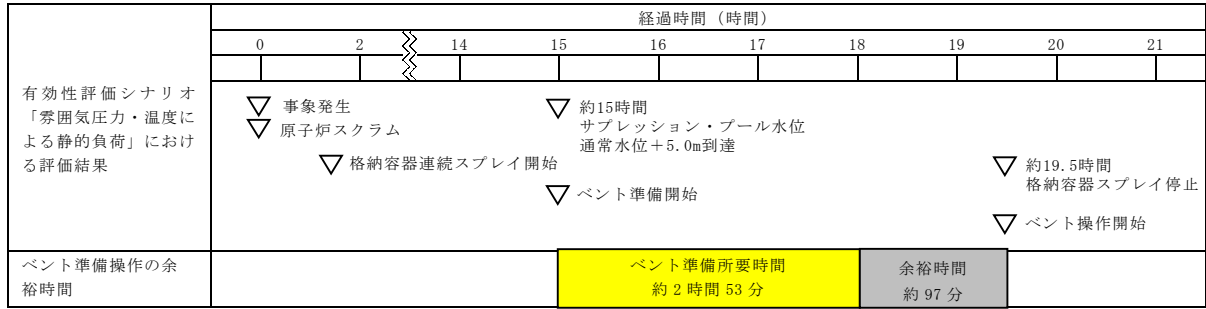 経過時間（時間）
0 2 14 15 16 17 18 19 20 21
有効性評価シナリオ
「雰囲気圧力・温度に
よる静的負荷」におけ
る評価結果
▽ 事象発生
▽ 原子炉スクラム
▽ 格納容器連続スプレイ開始
▽ 約15時間
サプレッション・プール水位
通常水位＋5.0m到達
▽ ベント準備開始
▽ 約19.5時間
格納容器スプレイ停止
▽ ベント操作開始
ベント準備操作の余
裕時間
ベント準備所要時間
約 2 時間 53 分
余裕時間
約 97 分